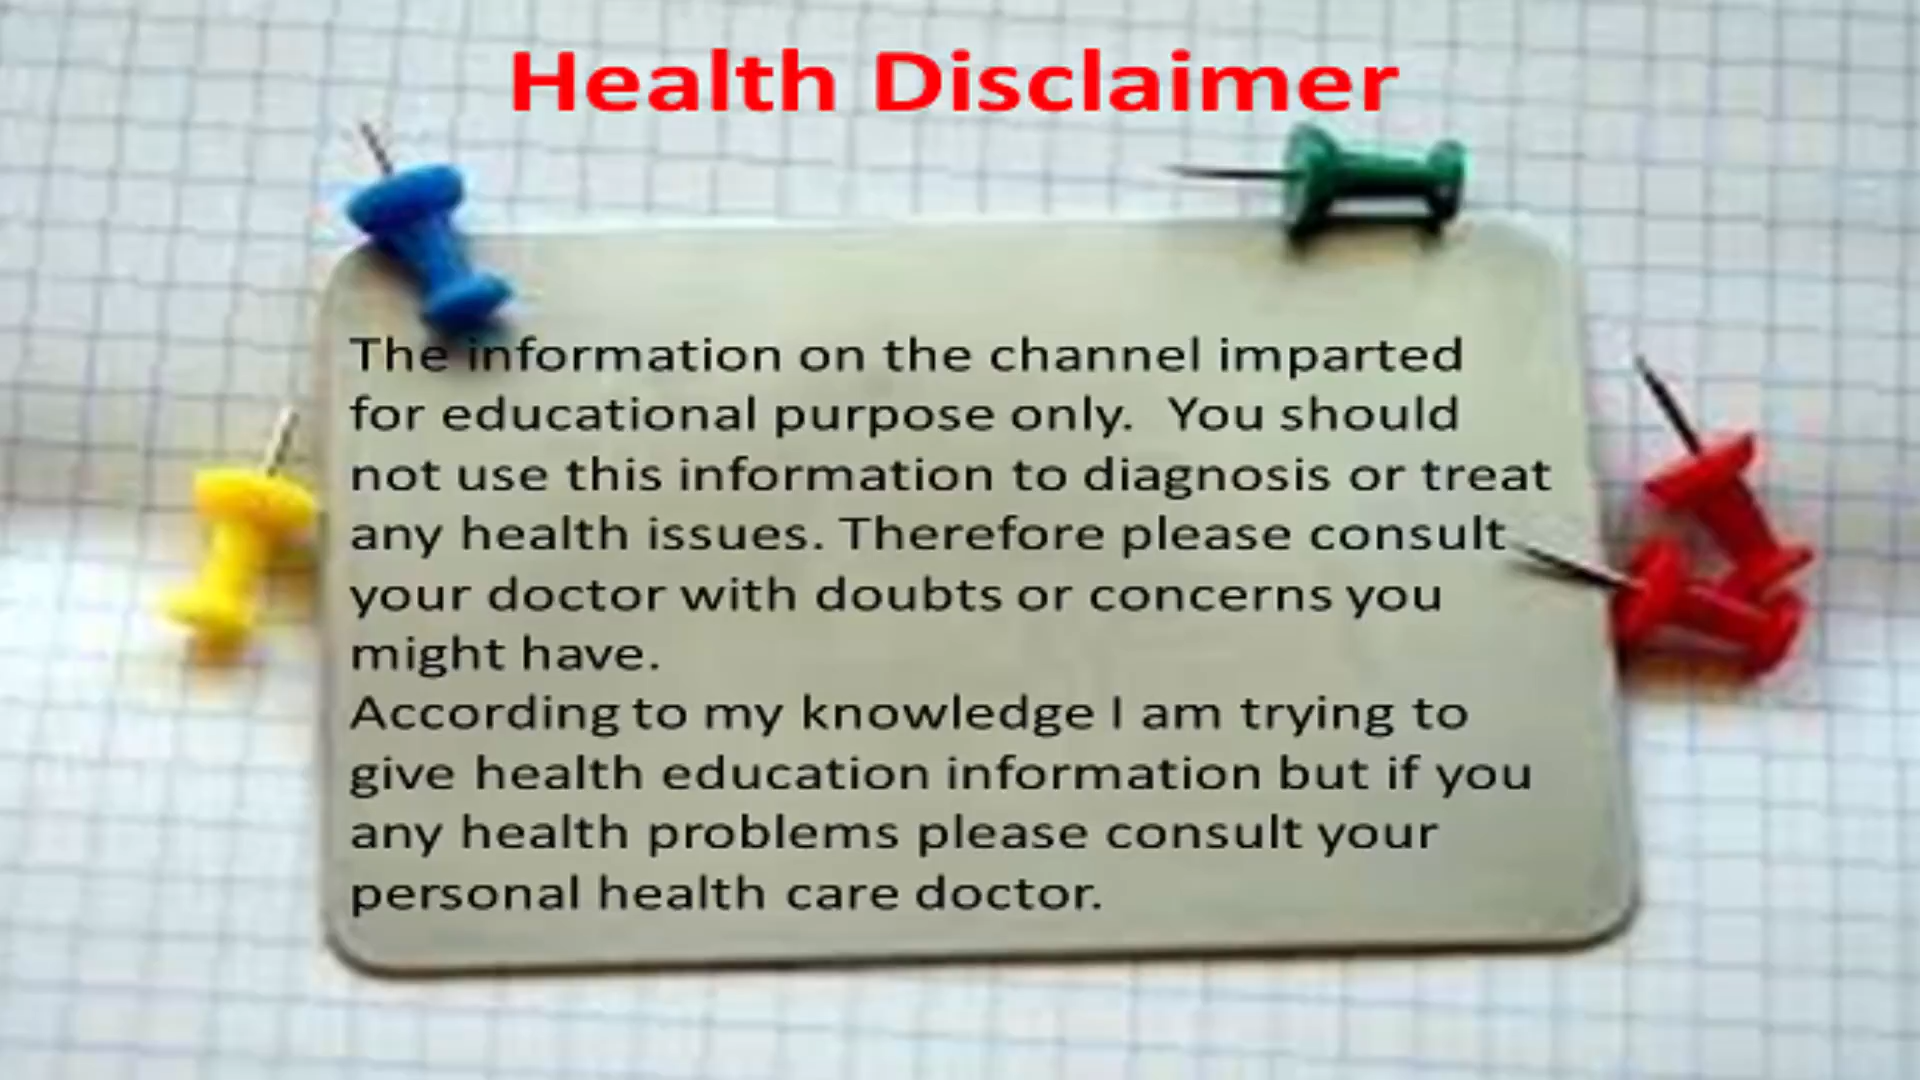 Health Disclaimer
The information on the channel imparted
for educational purpose only.  You should
not use this information to diagnosis or treat
any health issues. Therefore please consult
your doctor with doubts or concerns you
might have.
According to my knowledge I am trying to
give health education information but if you
any health problems please consult your
personal health care doctor.